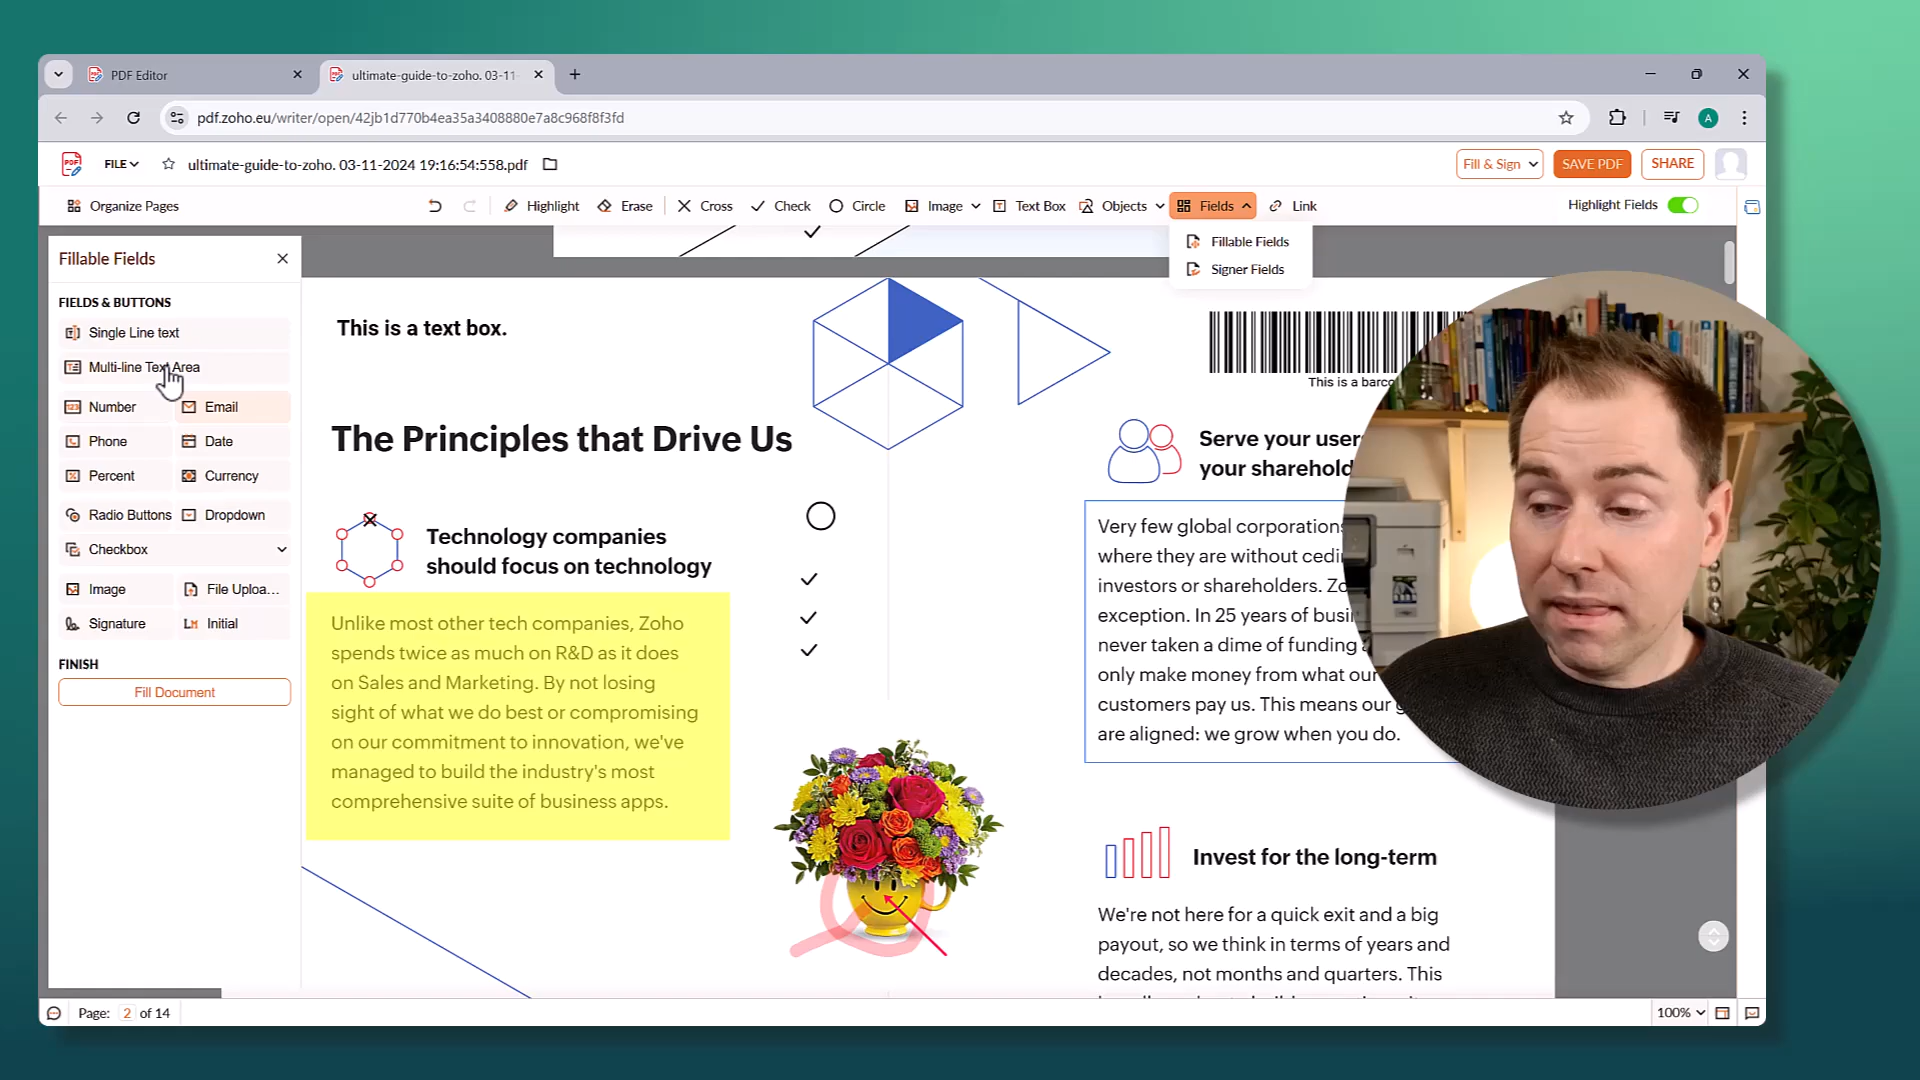 PDF Editor
ultimate-guide-to-zoho. 03-11-
pdf.zoho.eu/writer/open/42jb1d770b4ea35a3408880e7a8c968f8f3fd
A
PDF
FILE
ultimate-guide-to-zoho. 03-11-2024 19:16:54:558.pdf
Fill & Sign
SAVE PDF
SHARE
Organize Pages
Highlight
Erase
Cross
Check
Circle
Image
Text Box
Objects
Fields
Link
Highlight Fields
Fillable Fields
Signer Fields
Fillable Fields
FIELDS & BUTTONS
Single Line text
Multi-line Text Area
Number
Email
Phone
Date
Percent
Currency
Radio Buttons
Dropdown
Checkbox
Image
File Uploa...
Signature
Initial
FINISH
Fill Document
This is a text box.
This is a barco
The Principles that Drive Us
Technology companies
should focus on technology
Unlike most other tech companies, Zoho
spends twice as much on R&D as it does
on Sales and Marketing. By not losing
sight of what we do best or compromising
on our commitment to innovation, we've
managed to build the industry's most
comprehensive suite of business apps.
Serve your user
your sharehold
Very few global corporations
where they are without cedin
investors or shareholders. Zo
exception. In 25 years of busi
never taken a dime of funding a
only make money from what our
customers pay us. This means our g
are aligned: we grow when you do.
Invest for the long-term
We're not here for a quick exit and a big
payout, so we think in terms of years and
decades, not months and quarters. This
Page: 2 of 14
100%